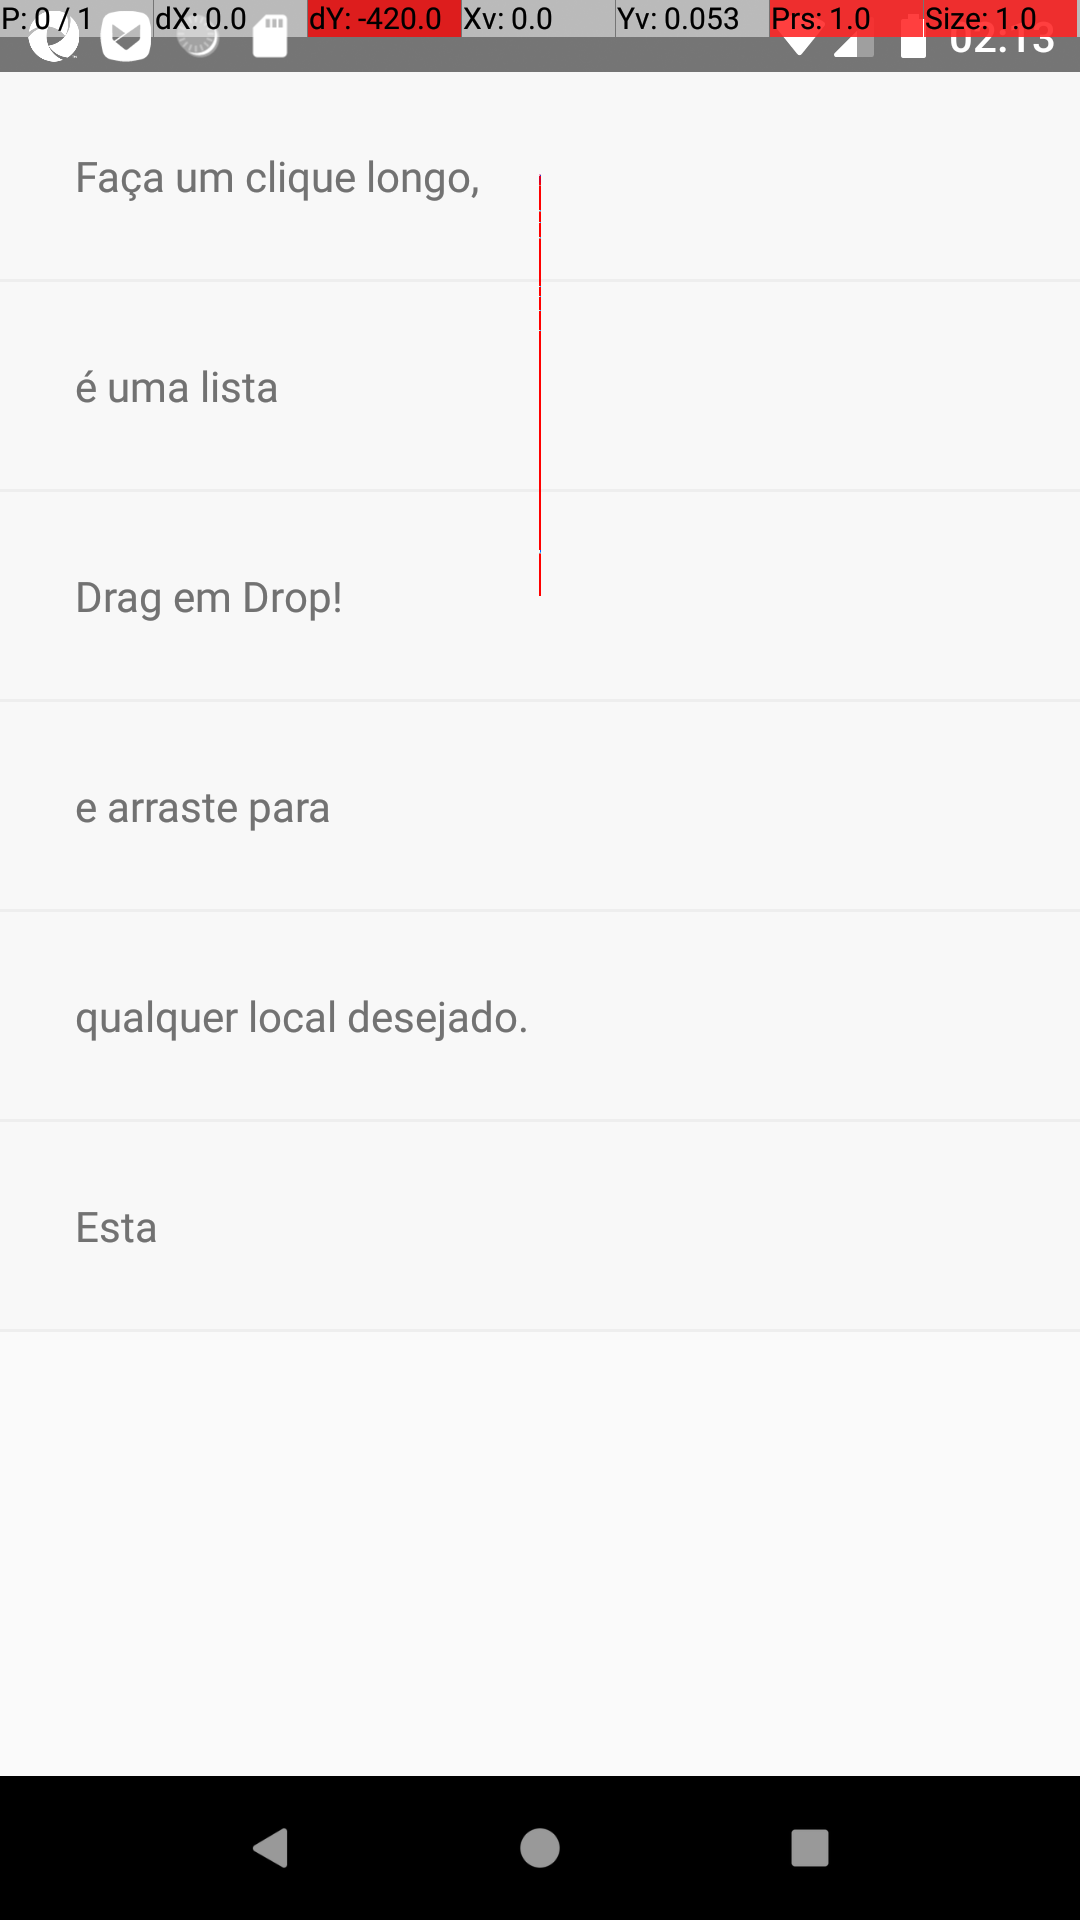 P: 0 / 1 dX: 0.0 dY: -420.0 Xv: 0.0 Yv: 0.053 Prs: 1.0 Size: 1.0
02:13
Faça um clique longo,
é uma lista
Drag em Drop!
e arraste para
qualquer local desejado.
Esta